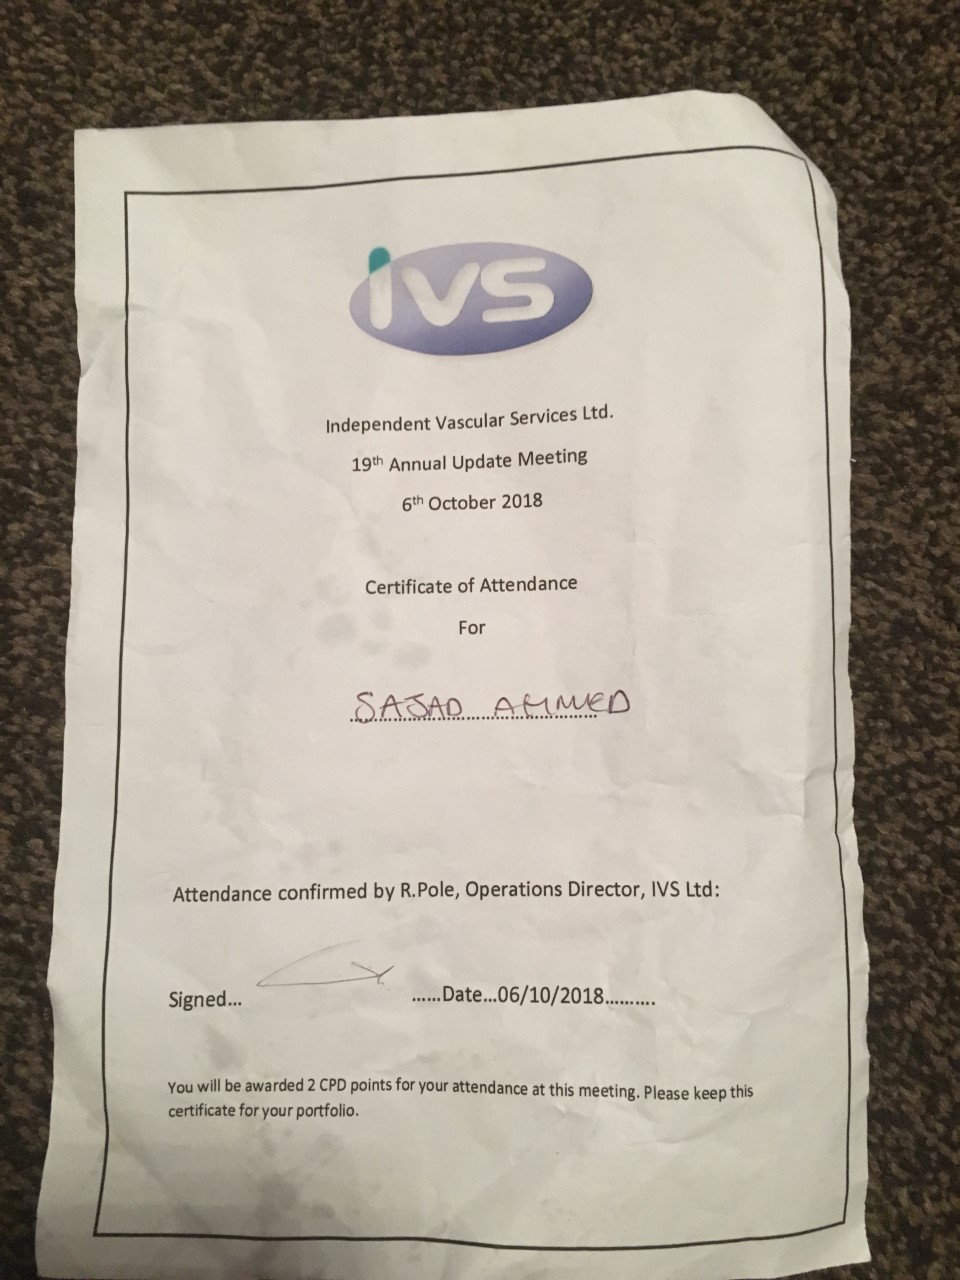 ivs
Independent Vascular Services Ltd.
19th Annual Update Meeting
6th October 2018
Certificate of Attendance
For
SAJAD AHMED
Attendance confirmed by R.Pole, Operations Director, IVS Ltd:
Signed... ......Date...06/10/2018..........
You will be awarded 2 CPD points for your attendance at this meeting. Please keep this
certificate for your portfolio.